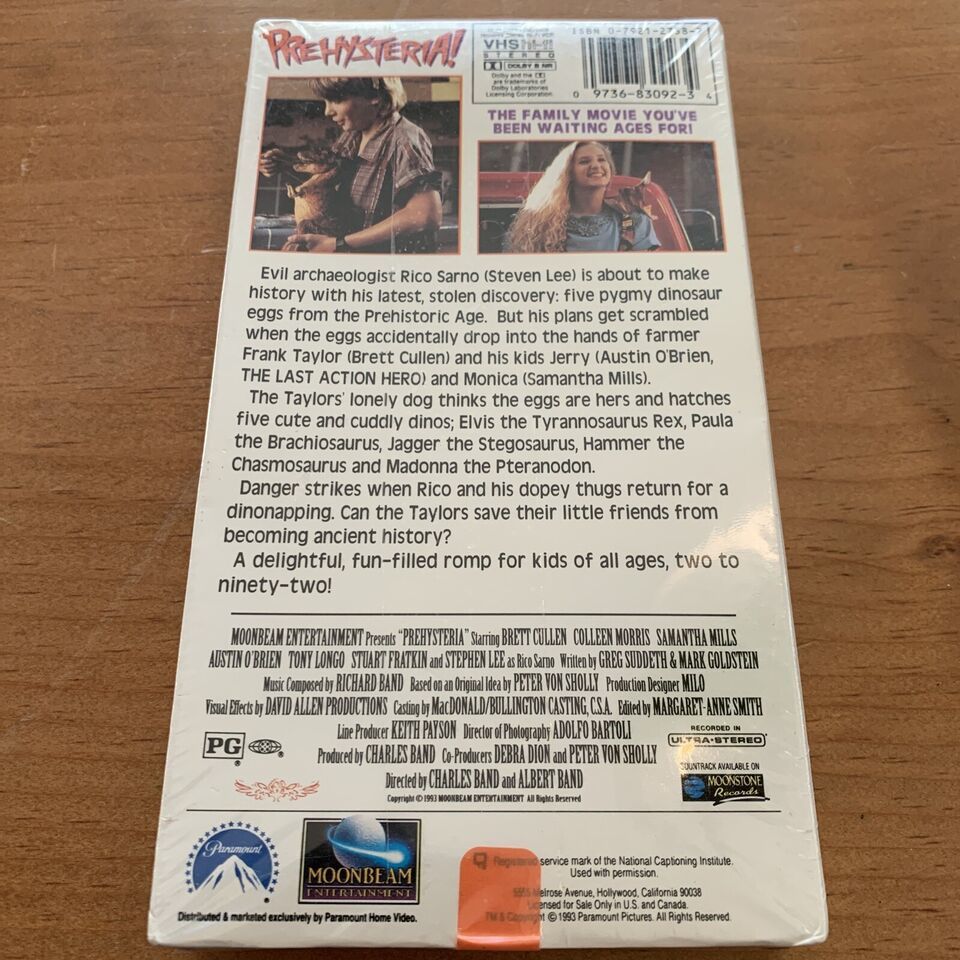 PREHYSTERIA!
VHS
STEREO
DOLBY B NR
Dolby and the
are trademarks of
Dolby Laboratories
Licensing Corporation.
ISBN 0-7921-2
0 9736-83092-3 4
THE FAMILY MOVIE YOU'VE
BEEN WAITING AGES FOR!
Evil archaeologist Rico Sarno (Steven Lee) is about to make
history with his latest, stolen discovery: five pygmy dinosaur
eggs from the Prehistoric Age. But his plans get scrambled
when the eggs accidentally drop into the hands of farmer
Frank Taylor (Brett Cullen) and his kids Jerry (Austin O'Brien,
THE LAST ACTION HERO) and Monica (Samantha Mills).
The Taylors' lonely dog thinks the eggs are hers and hatches
five cute and cuddly dinos; Elvis the Tyrannosaurus Rex, Paula
the Brachiosaurus, Jagger the Stegosaurus, Hammer the
Chasmosaurus and Madonna the Pteranodon.
Danger strikes when Rico and his dopey thugs return for a
dinonapping. Can the Taylors save their little friends from
becoming ancient history?
A delightful, fun-filled romp for kids of all ages, two to
ninety-two!
MOONBEAM ENTERTAINMENT Presents "PREHYSTERIA" Starring BRETT CULLEN COLLEEN MORRIS SAMANTHA MILLS
AUSTIN O'BRIEN TONY LONGO STUART FRATKIN and STEPHEN LEE as Rico Sarno Written by GREG SUDDETH & MARK GOLDSTEIN
Music Composed by RICHARD BAND Based on an Original Idea by PETER VON SHOLLY Production Designer MILO
Visual Effects by DAVID ALLEN PRODUCTIONS Casting by MacDONALD/BULLINGTON CASTING, C.S.A. Edited by MARGARET-ANNE SMITH
Line Producer KEITH PAYSON Director of Photography ADOLFO BARTOLI
Produced by CHARLES BAND Co-Producers DEBRA DION and PETER VON SHOLLY
Directed by CHARLES BAND and ALBERT BAND
Copyright © 1993 MOONBEAM ENTERTAINMENT All Rights Reserved
PG
RECORDED IN
ULTRA-STEREO
SOUNTRACK AVAILABLE ON
MOONSTONE
Records
Paramount
MOONBEAM
ENTERTAINMENT
Distributed & marketed exclusively by Paramount Home Video.
Registered service mark of the National Captioning Institute.
Used with permission.
5555 Melrose Avenue, Hollywood, California 90038
Licensed for Sale Only in U.S. and Canada.
TM & Copyright © 1993 Paramount Pictures. All Rights Reserved.